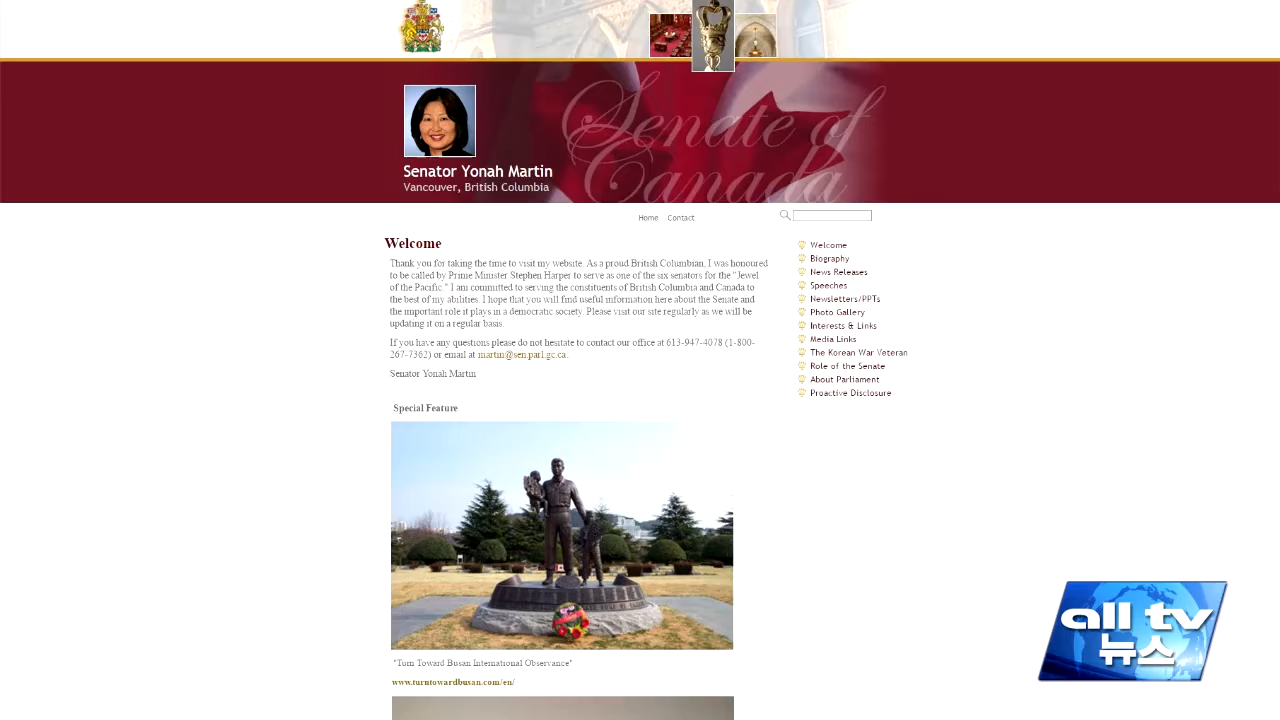 Senate of
Canada
Senator Yonah Martin
Vancouver, British Columbia
Home Contact
Welcome
Thank you for taking the time to visit my website. As a proud British Columbian, I was honoured
to be called by Prime Minister Stephen Harper to serve as one of the six senators for the "Jewel
of the Pacific." I am committed to serving the constituents of British Columbia and Canada to
the best of my abilities. I hope that you will find useful information here about the Senate and
the important role it plays in a democratic society. Please visit our site regularly as we will be
updating it on a regular basis.
If you have any questions please do not hesitate to contact our office at 613-947-4078 (1-800-
267-7362) or email at martin@sen.parl.gc.ca.
Senator Yonah Martin
Special Feature
"Turn Toward Busan International Observance"
www.turntowardbusan.com/en/
Welcome
Biography
News Releases
Speeches
Newsletters/PPTs
Photo Gallery
Interests & Links
Media Links
The Korean War Veteran
Role of the Senate
About Parliament
Proactive Disclosure
all tv
뉴스